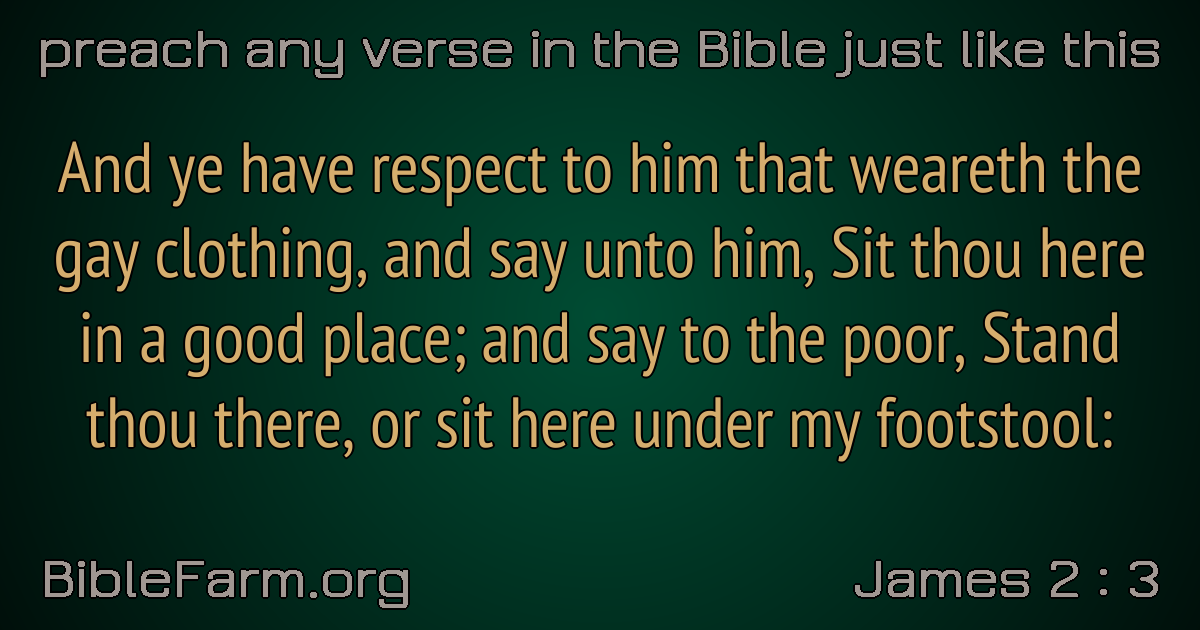 preach any verse in the Bible just like this
And ye have respect to him that weareth the
gay clothing, and say unto him, Sit thou here
in a good place; and say to the poor, Stand
thou there, or sit here under my footstool:
BibleFarm.org
James 2 : 3